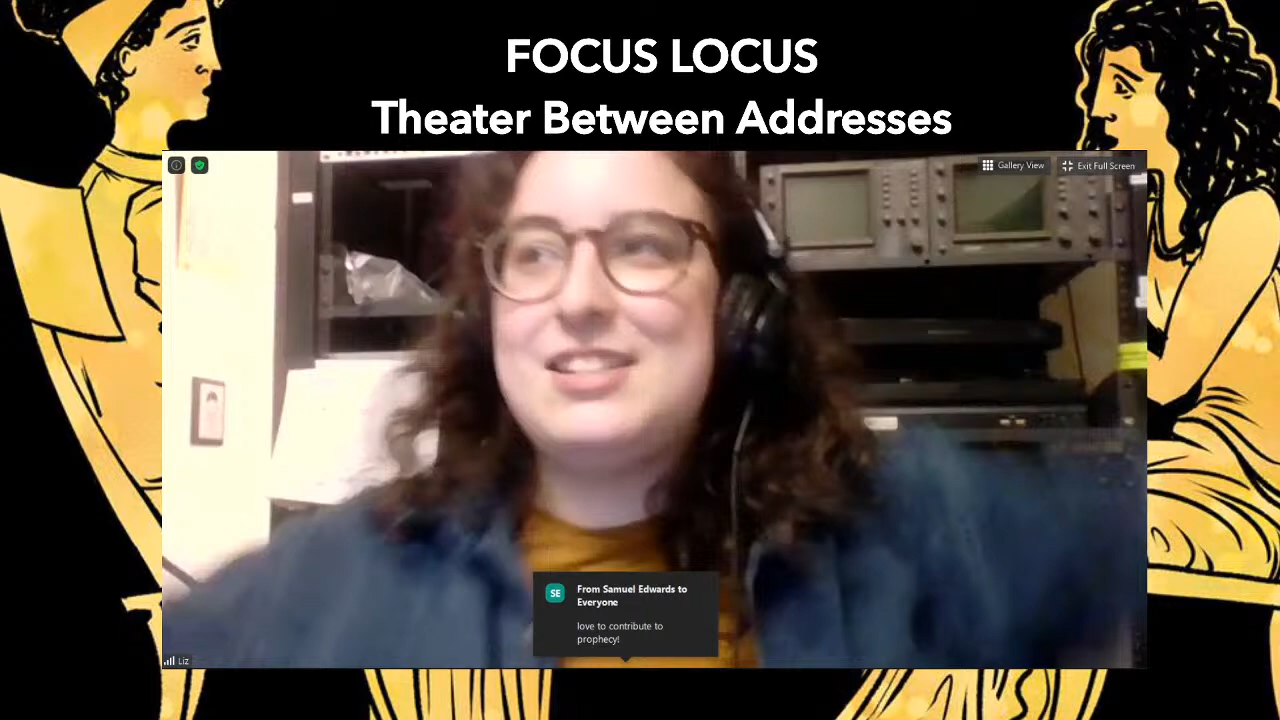 FOCUS LOCUS
Theater Between Addresses
Gallery View
Exit Full Screen
SE
From Samuel Edwards to
Everyone
love to contribute to
prophecy!
Liz